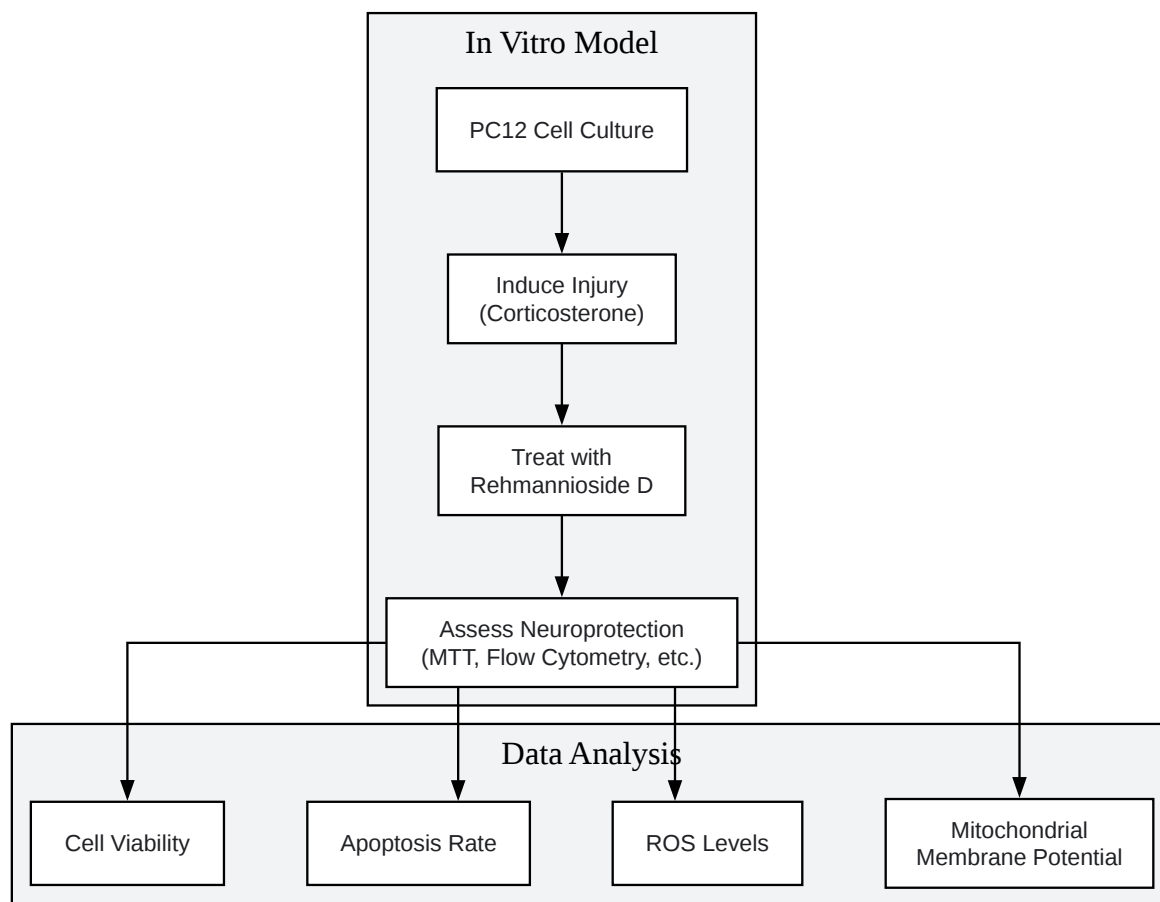 In Vitro Model
PC12 Cell Culture
Induce Injury
(Corticosterone)
Treat with
Rehmannioside D
Assess Neuroprotection
(MTT, Flow Cytometry, etc.)
Data Analysis
Cell Viability
Apoptosis Rate
ROS Levels
Mitochondrial
Membrane Potential